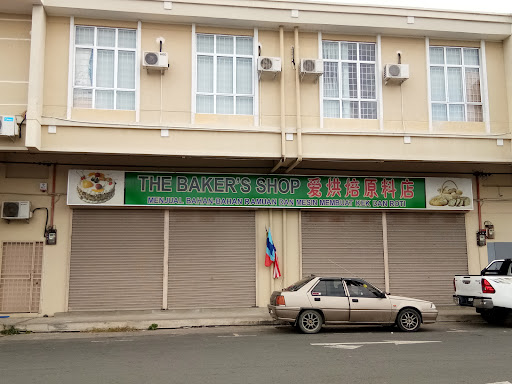 THE BAKER'S SHOP 爱烘焙原料店
MENJUAL BAHAN-BAHAN RAMUAN DAN MESIN MEMBUAT KEK DAN ROTI